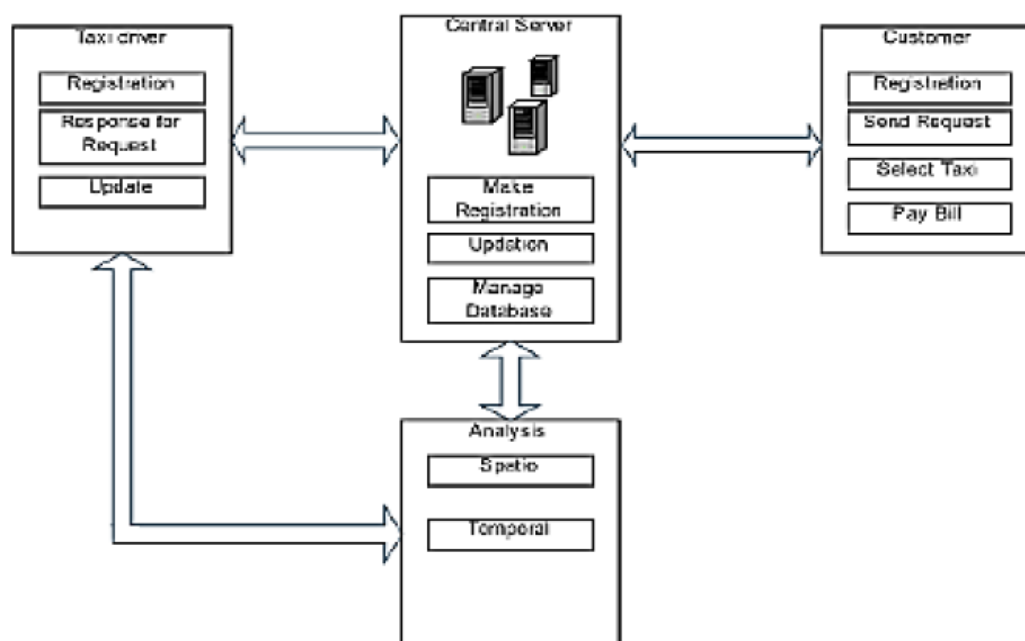 Taxi driver
Registration
Response for
Request
Update
Central Server
Make
Registration
Updation
Manage
Database
Customer
Registration
Send Request
Select Taxi
Pay Bill
Analysis
Spatio
Temporal